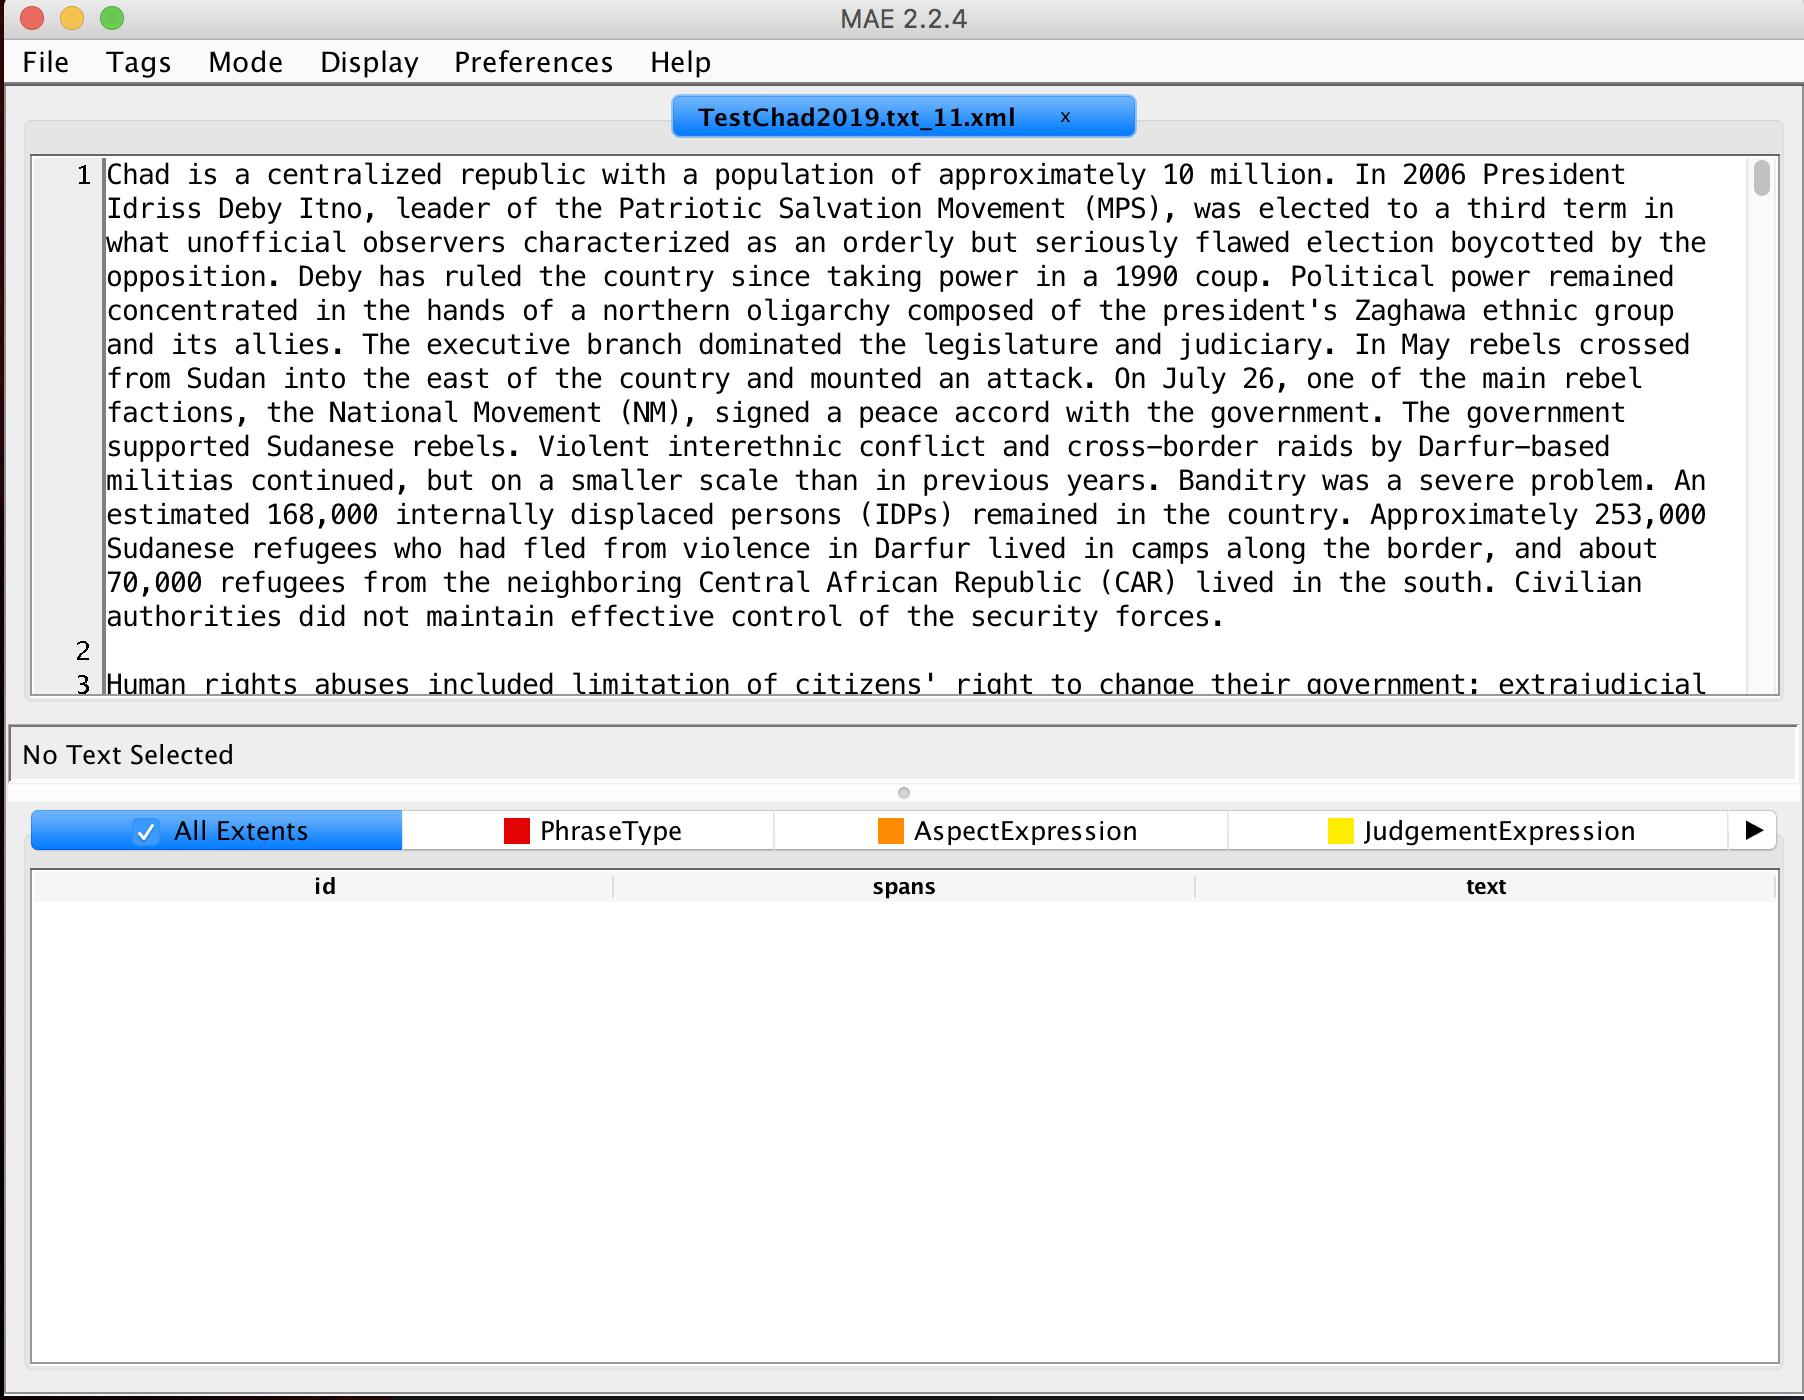 MAE 2.2.4
File Tags Mode Display Preferences Help
TestChad2019.txt_11.xml x
1 Chad is a centralized republic with a population of approximately 10 million. In 2006 President
Idriss Deby Itno, leader of the Patriotic Salvation Movement (MPS), was elected to a third term in
what unofficial observers characterized as an orderly but seriously flawed election boycotted by the
opposition. Deby has ruled the country since taking power in a 1990 coup. Political power remained
concentrated in the hands of a northern oligarchy composed of the president's Zaghawa ethnic group
and its allies. The executive branch dominated the legislature and judiciary. In May rebels crossed
from Sudan into the east of the country and mounted an attack. On July 26, one of the main rebel
factions, the National Movement (NM), signed a peace accord with the government. The government
supported Sudanese rebels. Violent interethnic conflict and cross-border raids by Darfur-based
militias continued, but on a smaller scale than in previous years. Banditry was a severe problem. An
estimated 168,000 internally displaced persons (IDPs) remained in the country. Approximately 253,000
Sudanese refugees who had fled from violence in Darfur lived in camps along the border, and about
70,000 refugees from the neighboring Central African Republic (CAR) lived in the south. Civilian
authorities did not maintain effective control of the security forces.
2
3 Human rights abuses included limitation of citizens' right to change their government; extrajudicial
No Text Selected
All Extents PhraseType AspectExpression JudgementExpression
id spans text